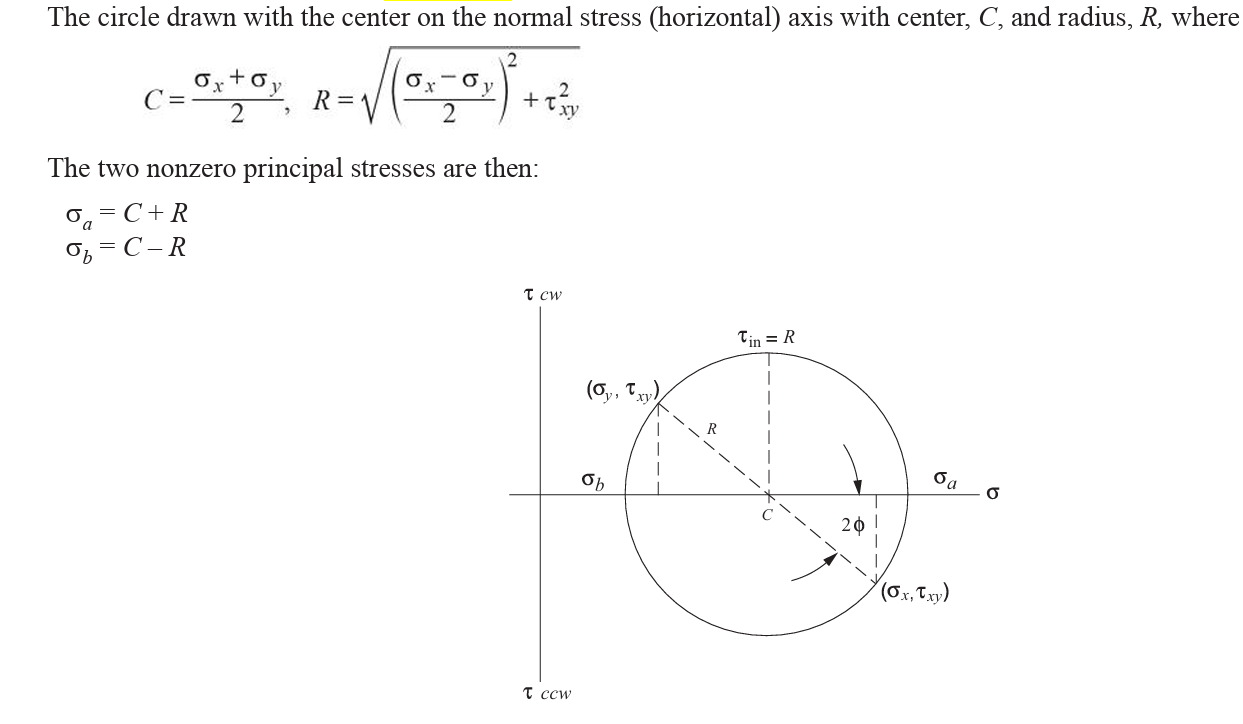 The circle drawn with the center on the normal stress (horizontal) axis with center, C, and radius, R, where
C = (σx + σy)/2, R = √(((σx − σy)/2)² + τ²xy)
The two nonzero principal stresses are then:
σa = C + R
σb = C – R
τ cw
τin = R
(σy, τxy)
R
σb
σa
σ
C
2ϕ
(σx, τxy)
τ ccw